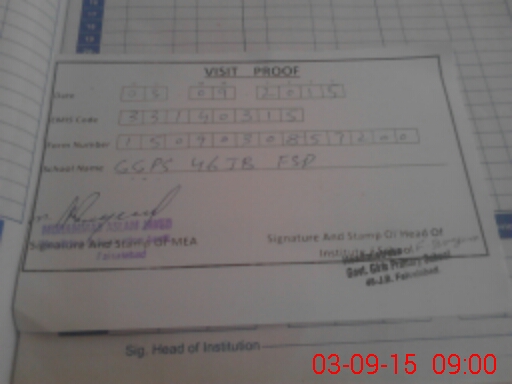 VISIT PROOF
Date 03 09 2015
EMIS Code 33140315
Form Number
School Name GGPS 46JB FSD
Signature And Stamp Of MEA
Faisalabad
Signature And Stamp Of Head Of
Institute
Govt. Girls Primary School
46-J.B. Faisalabad
Sig. Head of Institution
03-09-15 09:00